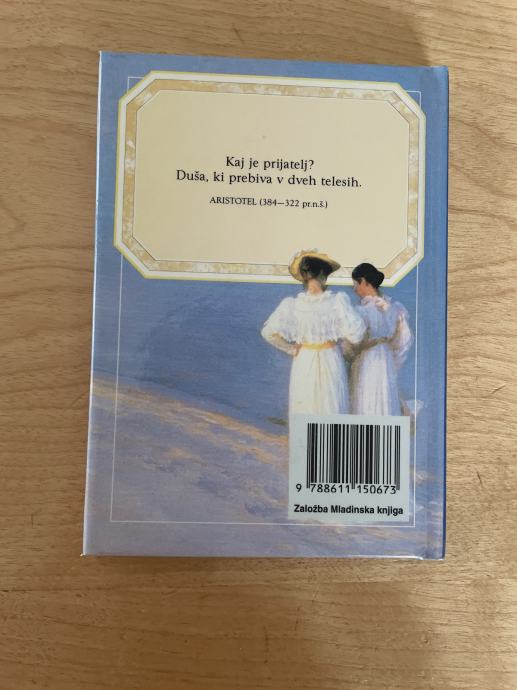 Kaj je prijatelj?
Duša, ki prebiva v dveh telesih.
ARISTOTEL (384—322 pr.n.š.)
9 788611 150673
Založba Mladinska knjiga